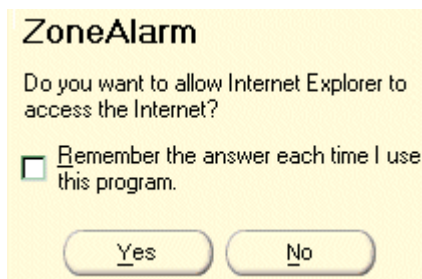 ZoneAlarm
Do you want to allow Internet Explorer to
access the Internet?
Remember the answer each time I use
this program.
Yes No